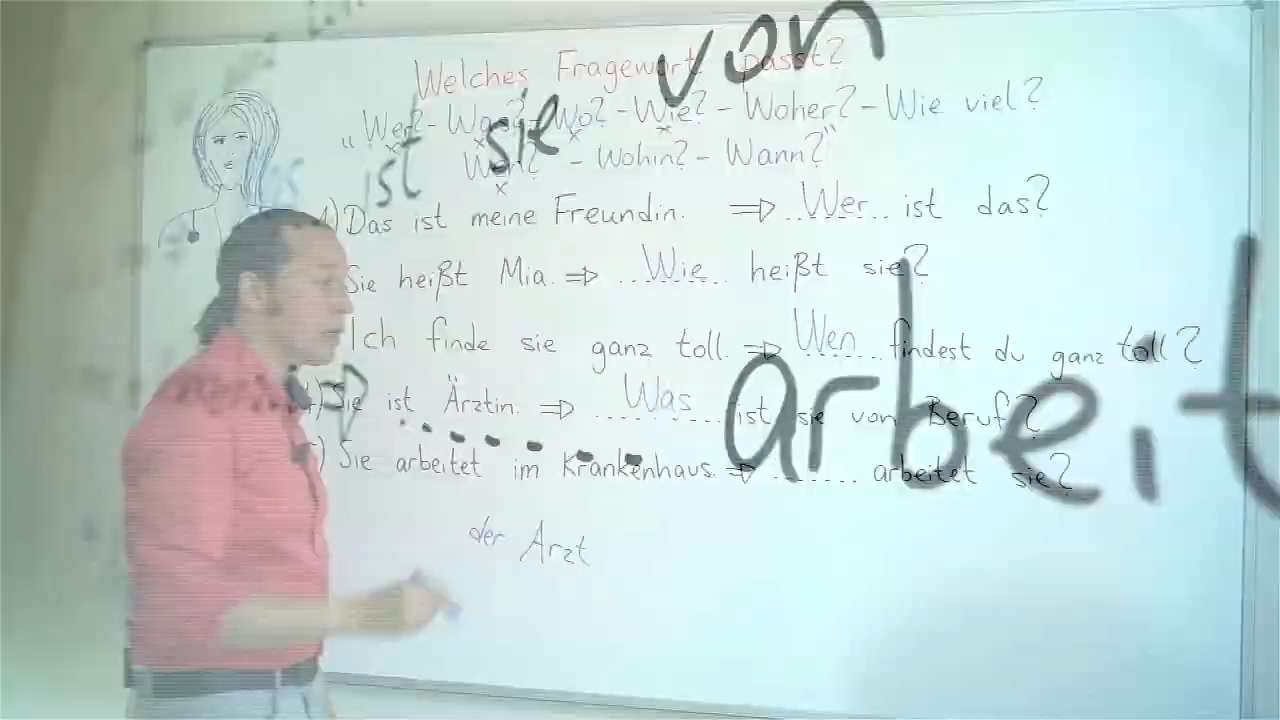 Welches Fragewort passt?
„Wer? - Was? - Wo? - Wie? - Woher? - Wie viel?
Wen? - Wohin? - Wann?“
1) Das ist meine Freundin. ⇒ ..Wer.. ist das?
Sie heißt Mia. ⇒ ...Wie... heißt sie?
Ich finde sie ganz toll. ⇒ Wen.... findest du ganz toll?
4) Sie ist Ärztin. ⇒ ....Was.... ist sie von Beruf?
5) Sie arbeitet im Krankenhaus. ⇒ ........ arbeitet sie?
der Arzt
ist sie von
arbeit